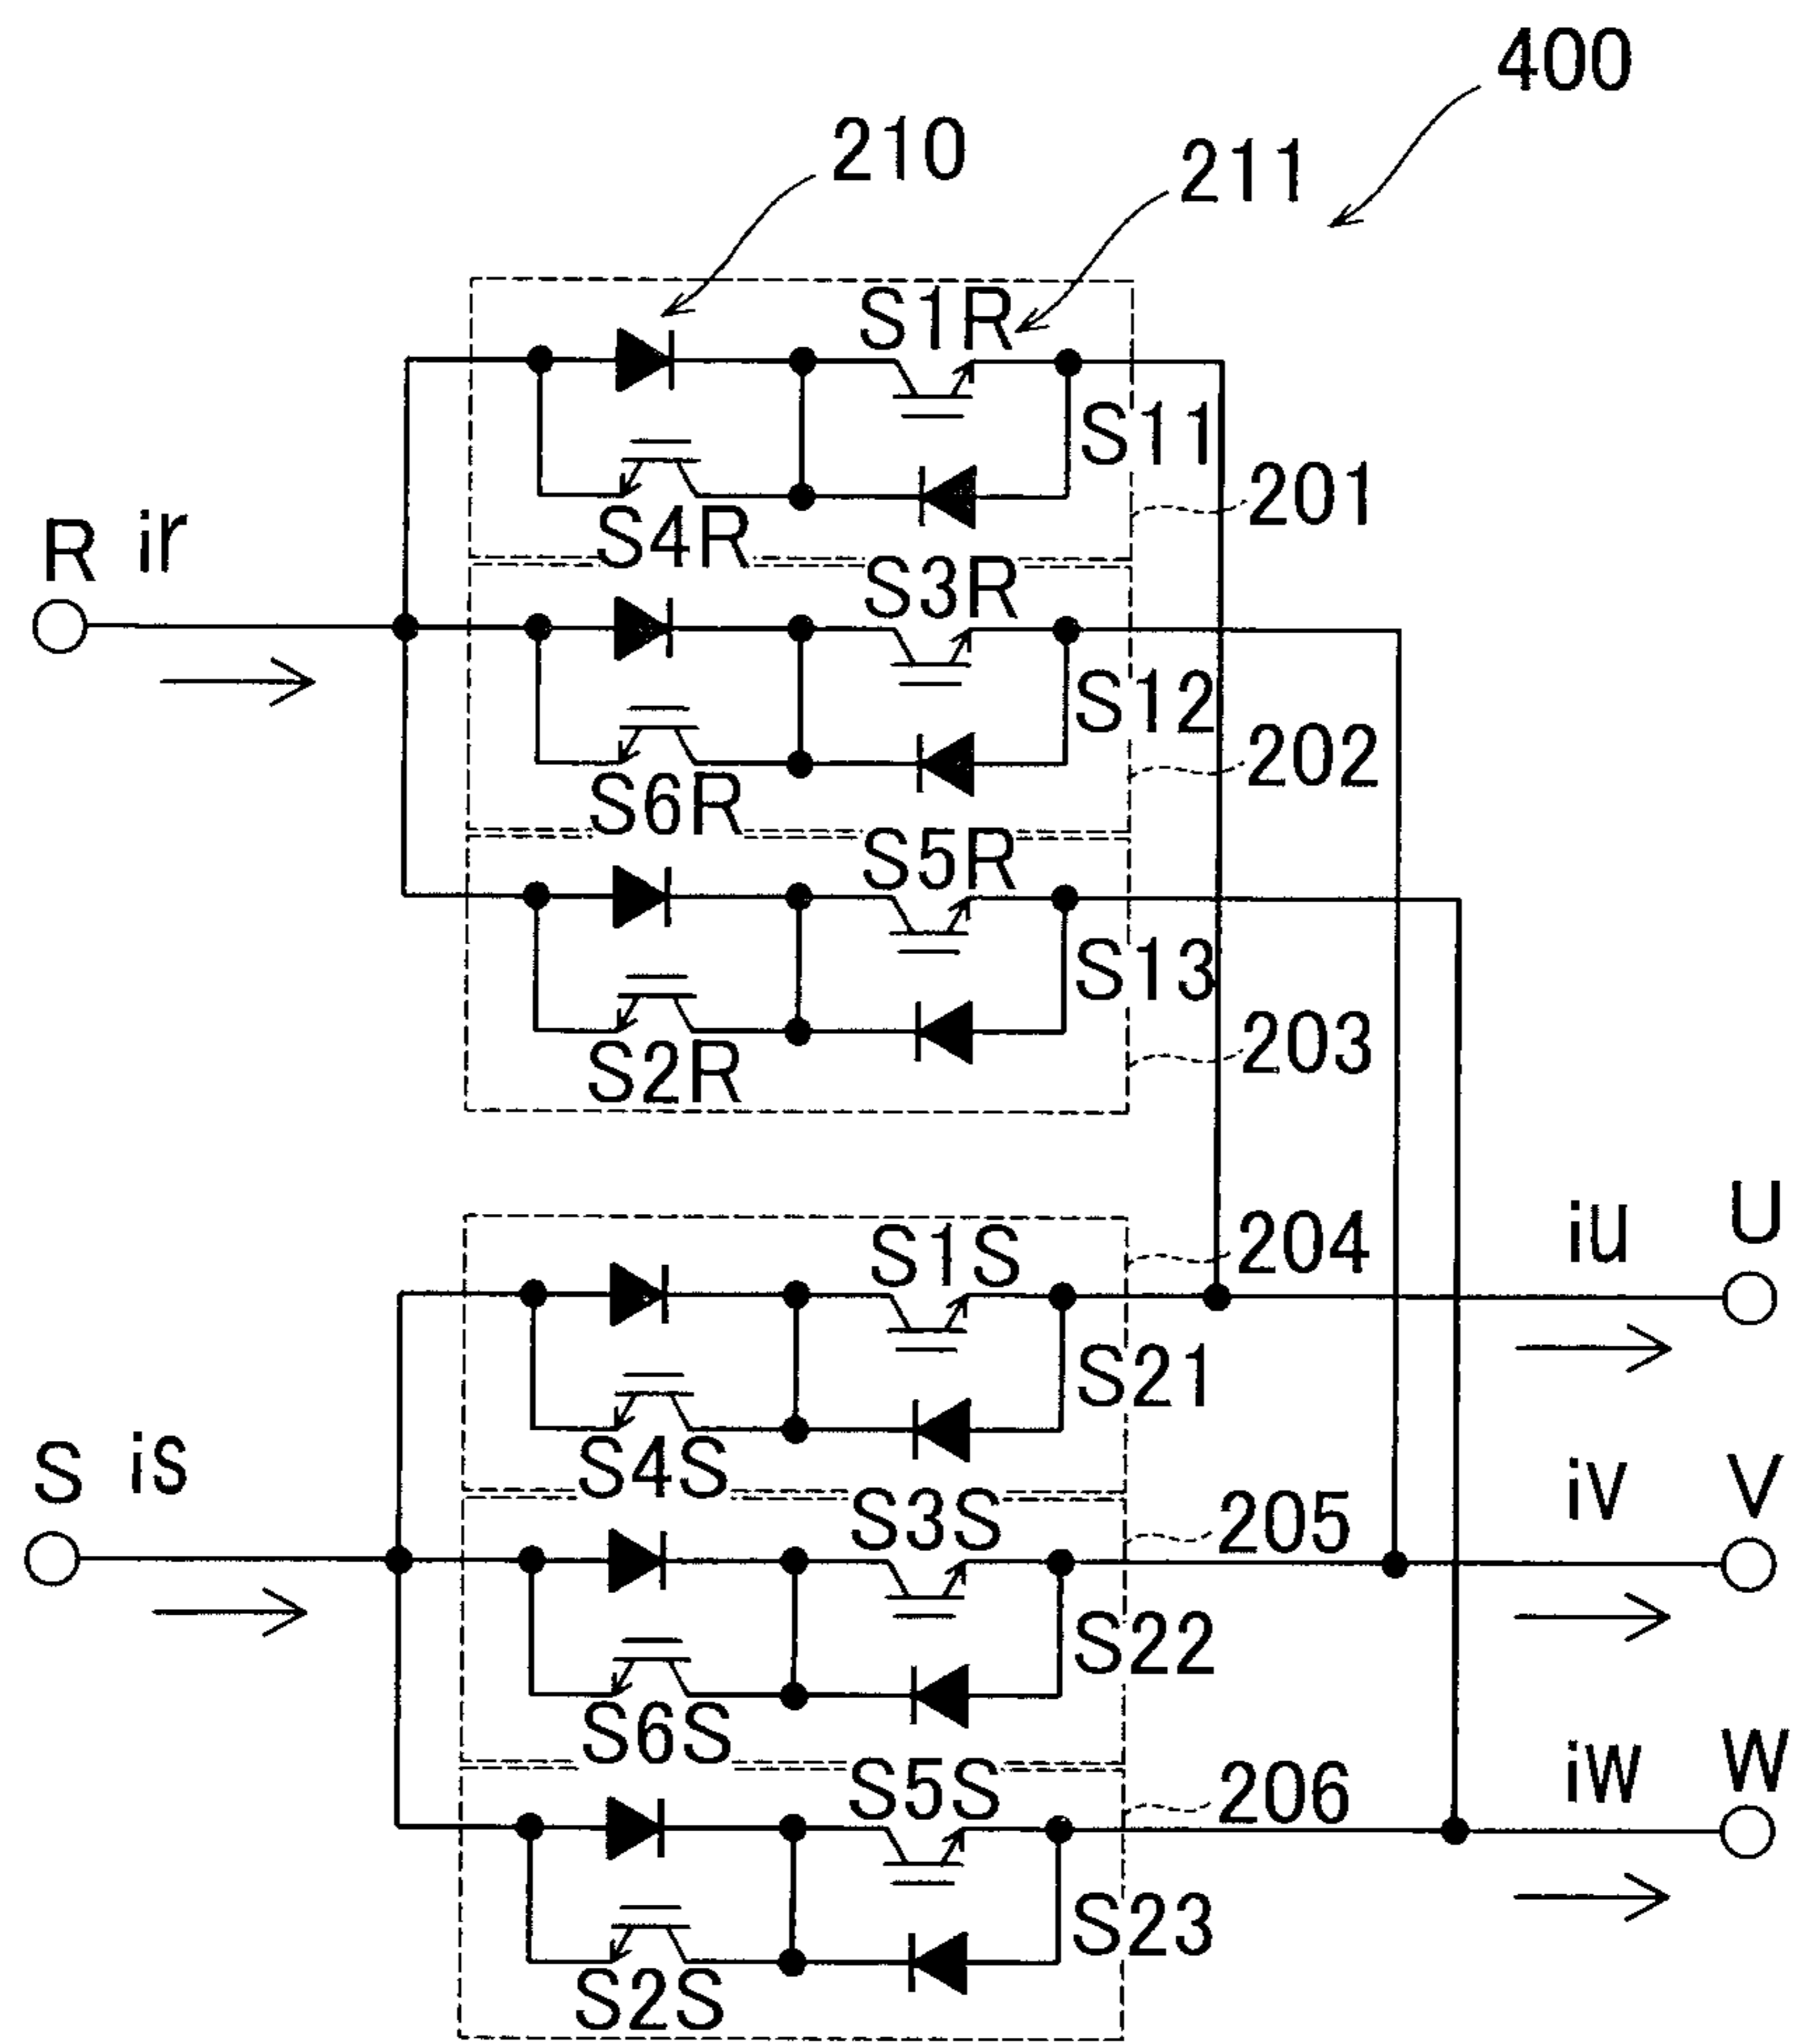 400
210
211
S1R
S11
201
S4R
R ir
S3R
S12
202
S6R
S5R
S13
203
S2R
S1S
204
iu U
S21
S4S
S is
S3S
205
iv V
S22
S6S
S5S
206
iw W
S23
S2S